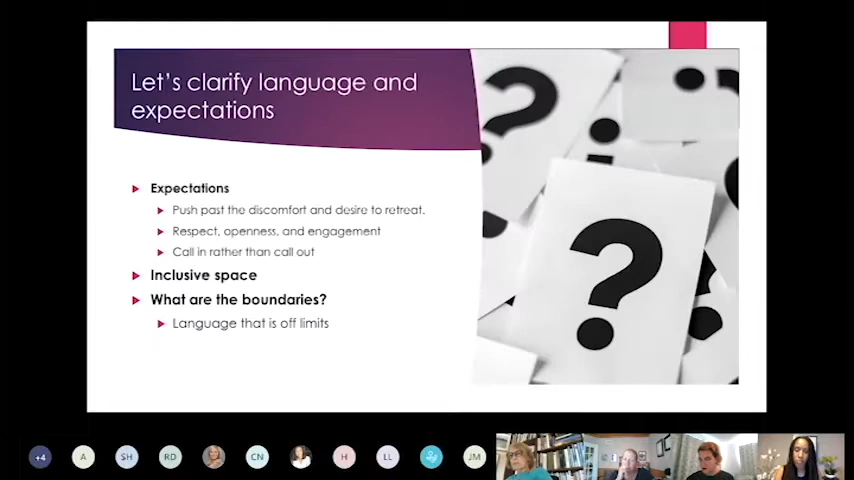 Let's clarify language and
expectations
Expectations
Push past the discomfort and desire to retreat.
Respect, openness, and engagement
Call in rather than call out
Inclusive space
What are the boundaries?
Language that is off limits
? ? ?
+4 A SH RD CN H LL JM